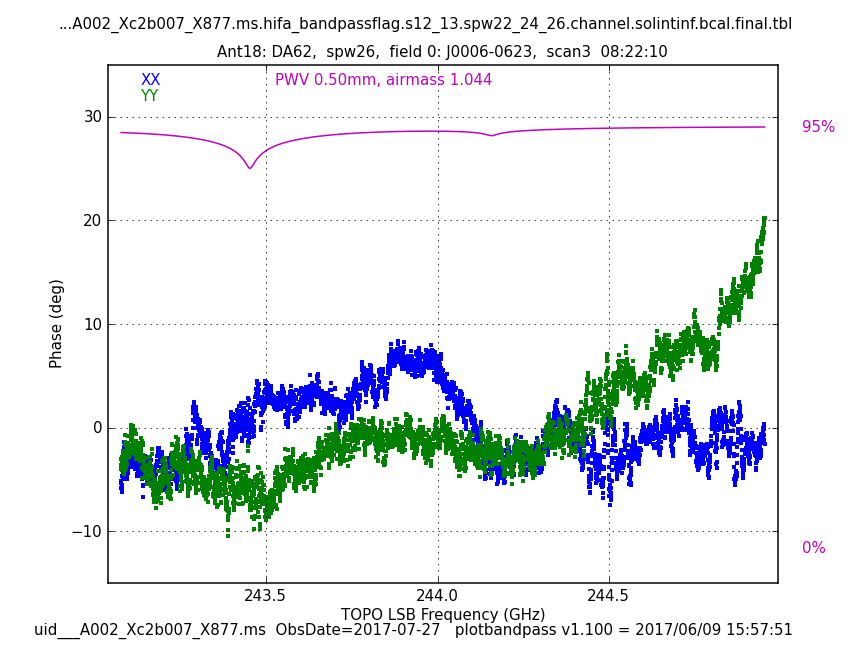 ...A002_Xc2b007_X877.ms.hifa_bandpassflag.s12_13.spw22_24_26.channel.solintinf.bcal.final.tbl
Ant18: DA62,  spw26,  field 0: J0006-0623,  scan3  08:22:10
XX
YY
PWV 0.50mm, airmass 1.044
95%
0%
30
20
10
0
−10
Phase (deg)
243.5
244.0
244.5
TOPO LSB Frequency (GHz)
uid___A002_Xc2b007_X877.ms  ObsDate=2017-07-27   plotbandpass v1.100 = 2017/06/09 15:57:51